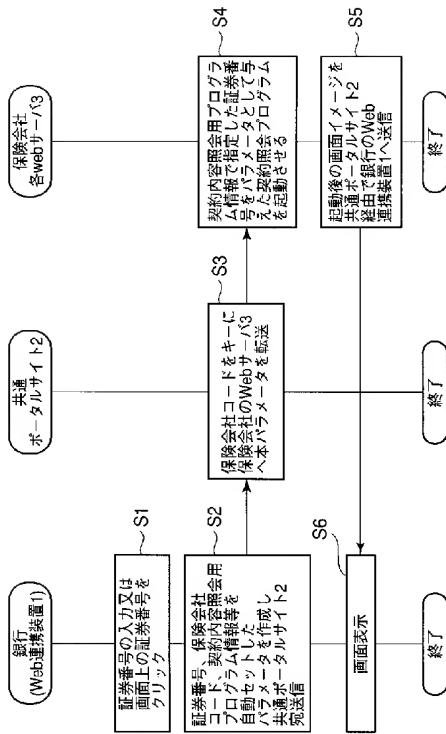 銀行
(Web連携装置1)
共通
ポータルサイト2
保険会社
各webサーバ3
S1
証券番号の入力又は
画面上の証券番号を
クリック
S2
証券番号、保険会社
コード、契約内容照会用
プログラム情報等を
自動セットした
パラメータを作成し
共通ポータルサイト2
宛送信
S3
保険会社コードをキーに
保険会社のWebサーバ3
へ本パラメータを転送
S4
契約内容照会用プログラ
ム情報で指定した証券番
号をパラメータとして与
えた契約照会プログラム
を起動させる
S5
起動後の画面イメージを
共通ポータルサイト2
経由で銀行のWeb
連携装置1へ送信
S6
画面表示
終了
終了
終了